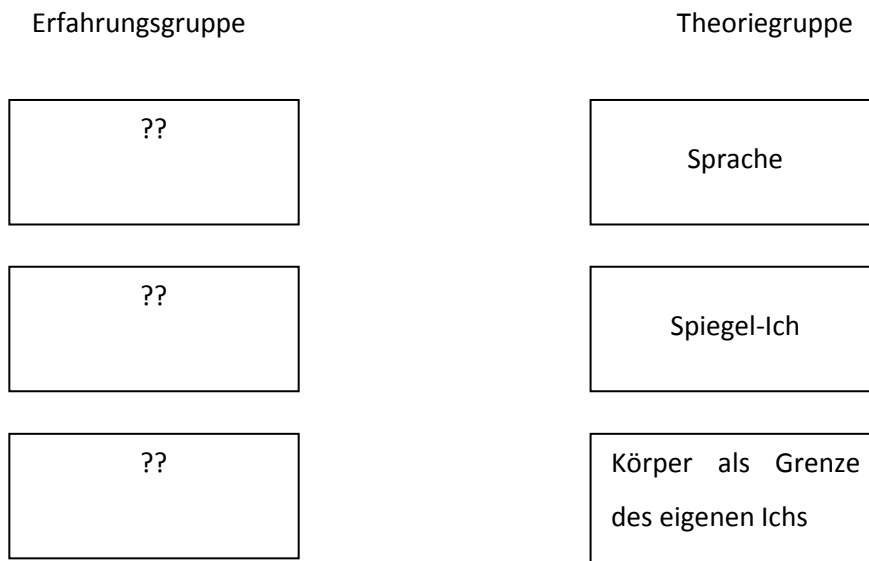 Erfahrungsgruppe Theoriegruppe
??
Sprache
??
Spiegel-Ich
??
Körper als Grenze
des eigenen Ichs